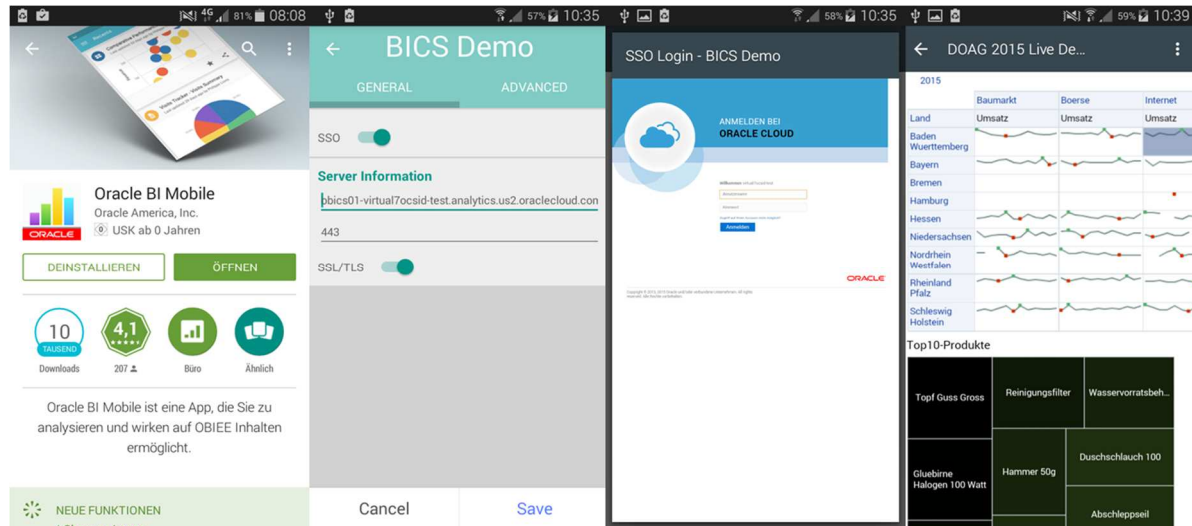 4G 81% 08:08
Oracle BI Mobile
Oracle America, Inc.
USK ab 0 Jahren
ORACLE
DEINSTALLIEREN
ÖFFNEN
10
TAUSEND
4,1
Downloads
207
Büro
Ähnlich
Oracle BI Mobile ist eine App, die Sie zu
analysieren und wirken auf OBIEE Inhalten
ermöglicht.
NEUE FUNKTIONEN
57% 10:35
BICS Demo
GENERAL
ADVANCED
SSO
Server Information
bics01-virtual7ocsid-test.analytics.us2.oraclecloud.com
443
SSL/TLS
Cancel
Save
58% 10:35
SSO Login - BICS Demo
ANMELDEN BEI
ORACLE CLOUD
Willkommen
Anmelden
ORACLE
59% 10:39
DOAG 2015 Live De...
2015
Baumarkt Boerse Internet
Land Umsatz Umsatz Umsatz
Baden
Wuerttemberg
Bayern
Bremen
Hamburg
Hessen
Niedersachsen
Nordrhein
Westfalen
Rheinland
Pfalz
Schleswig
Holstein
Top10-Produkte
Topf Guss Gross
Reinigungsfilter
Wasservorratsbeh...
Gluebirne
Halogen 100 Watt
Hammer 50g
Duschschlauch 100
Abschleppseil